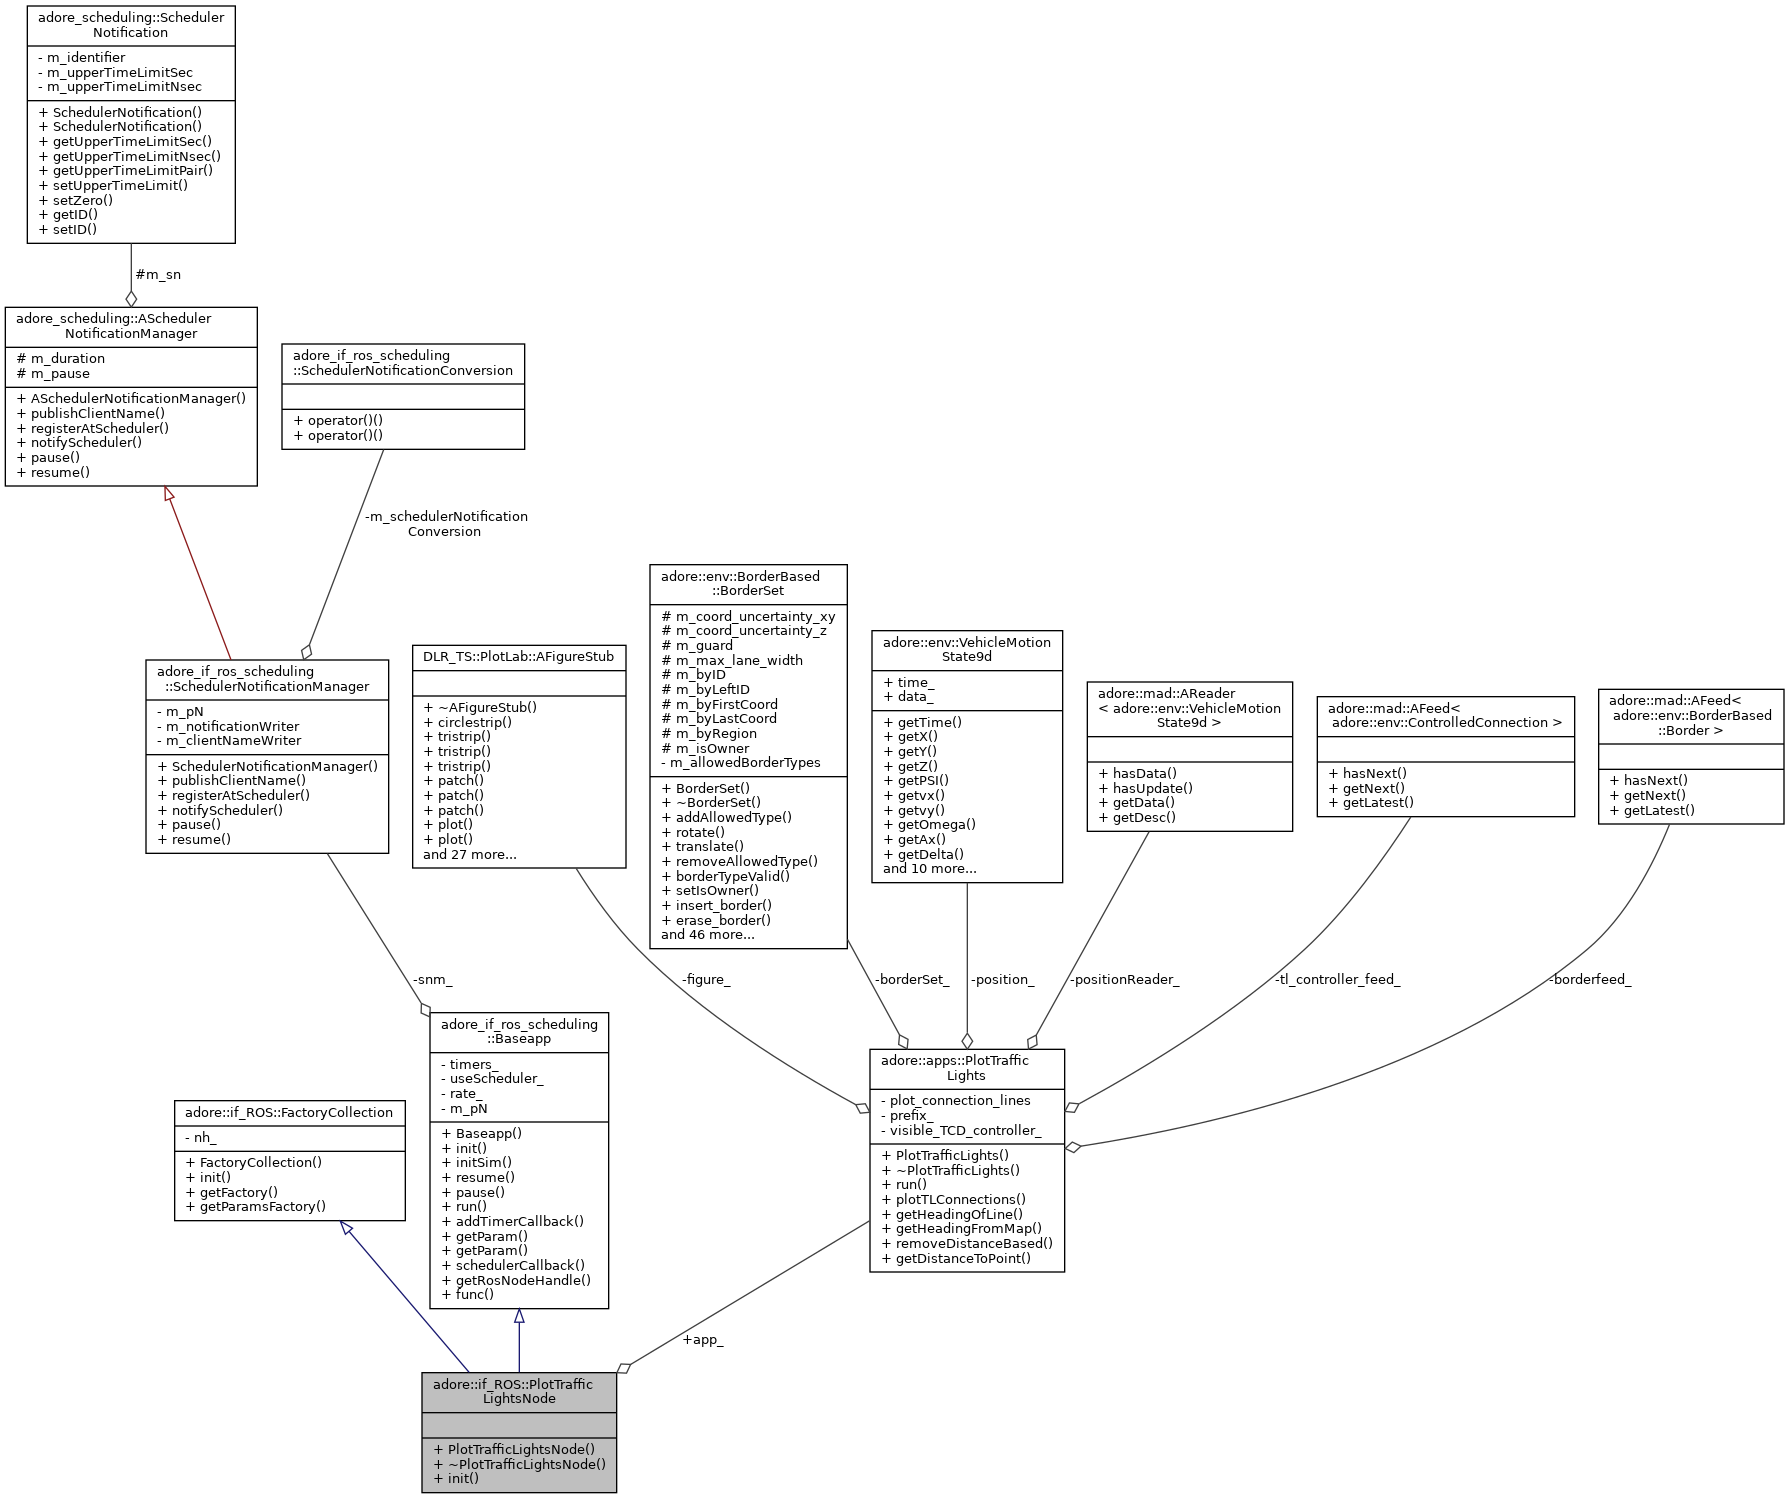 adore_scheduling::Scheduler
Notification
- m_identifier
- m_upperTimeLimitSec
- m_upperTimeLimitNsec
+ SchedulerNotification()
+ SchedulerNotification()
+ getUpperTimeLimitSec()
+ getUpperTimeLimitNsec()
+ getUpperTimeLimitPair()
+ setUpperTimeLimit()
+ setZero()
+ getID()
+ setID()
#m_sn
adore_scheduling::AScheduler
NotificationManager
# m_duration
# m_pause
+ ASchedulerNotificationManager()
+ publishClientName()
+ registerAtScheduler()
+ notifyScheduler()
+ pause()
+ resume()
adore_if_ros_scheduling
::SchedulerNotificationConversion
+ operator()()
+ operator()()
-m_schedulerNotification
Conversion
adore_if_ros_scheduling
::SchedulerNotificationManager
- m_pN
- m_notificationWriter
- m_clientNameWriter
+ SchedulerNotificationManager()
+ publishClientName()
+ registerAtScheduler()
+ notifyScheduler()
+ pause()
+ resume()
DLR_TS::PlotLab::AFigureStub
+ ~AFigureStub()
+ circlestrip()
+ tristrip()
+ tristrip()
+ tristrip()
+ patch()
+ patch()
+ patch()
+ plot()
+ plot()
and 27 more...
adore::env::BorderBased
::BorderSet
# m_coord_uncertainty_xy
# m_coord_uncertainty_z
# m_guard
# m_max_lane_width
# m_byID
# m_byLeftID
# m_byFirstCoord
# m_byLastCoord
# m_byRegion
# m_isOwner
- m_allowedBorderTypes
+ BorderSet()
+ ~BorderSet()
+ addAllowedType()
+ rotate()
+ translate()
+ removeAllowedType()
+ borderTypeValid()
+ setIsOwner()
+ insert_border()
+ erase_border()
and 46 more...
adore::env::VehicleMotion
State9d
+ time_
+ data_
+ getTime()
+ getX()
+ getY()
+ getZ()
+ getPSI()
+ getvx()
+ getvy()
+ getOmega()
+ getAx()
+ getDelta()
and 10 more...
adore::mad::AReader
< adore::env::VehicleMotion
State9d >
+ hasData()
+ hasUpdate()
+ getData()
+ getDesc()
adore::mad::AFeed<
adore::env::ControlledConnection >
+ hasNext()
+ getNext()
+ getLatest()
adore::mad::AFeed<
adore::env::BorderBased
::Border >
+ hasNext()
+ getNext()
+ getLatest()
-snm_
-figure_
-borderSet_
-position_
-positionReader_
-tl_controller_feed_
-borderfeed_
adore::if_ROS::FactoryCollection
- nh_
+ FactoryCollection()
+ init()
+ getFactory()
+ getParamsFactory()
adore_if_ros_scheduling
::Baseapp
- timers_
- useScheduler_
- rate_
- m_pN
+ Baseapp()
+ init()
+ initSim()
+ resume()
+ pause()
+ run()
+ addTimerCallback()
+ getParam()
+ getParam()
+ schedulerCallback()
+ getRosNodeHandle()
+ func()
adore::apps::PlotTraffic
Lights
- plot_connection_lines
- prefix_
- visible_TCD_controller_
+ PlotTrafficLights()
+ ~PlotTrafficLights()
+ run()
+ plotTLConnections()
+ getHeadingOfLine()
+ getHeadingFromMap()
+ removeDistanceBased()
+ getDistanceToPoint()
+app_
adore::if_ROS::PlotTraffic
LightsNode
+ PlotTrafficLightsNode()
+ ~PlotTrafficLightsNode()
+ init()